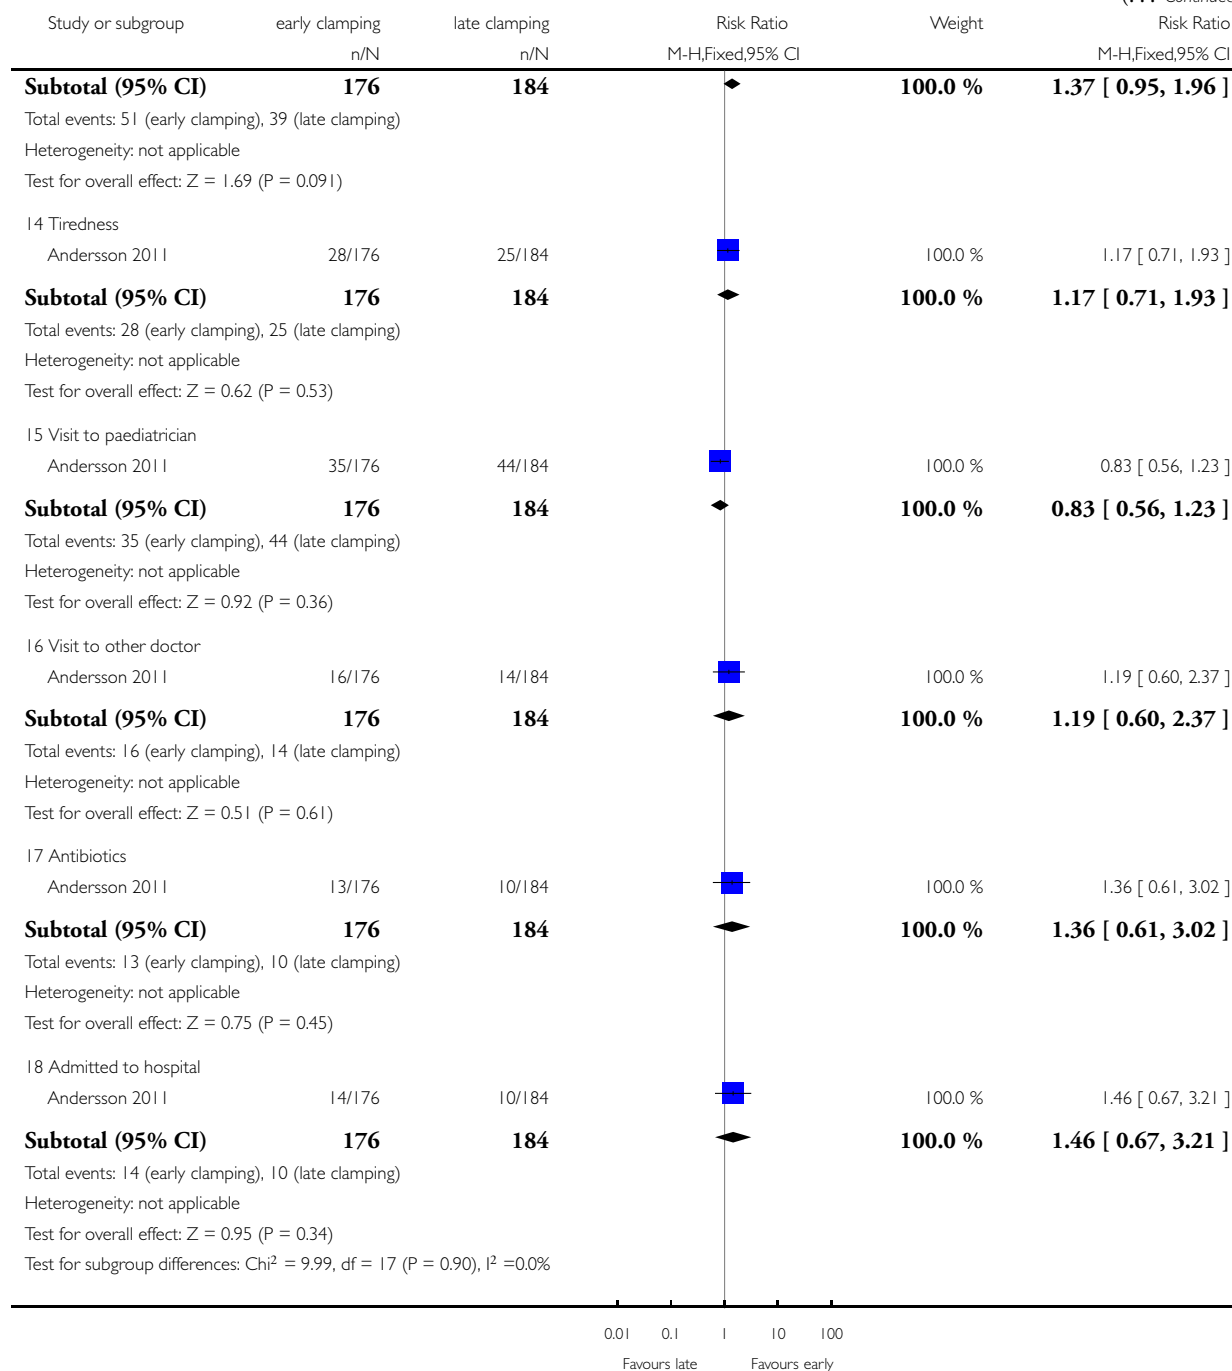 Continued
Study or subgroup early clamping late clamping Risk Ratio Weight Risk Ratio
n/N n/N M-H,Fixed,95% CI M-H,Fixed,95% CI
Subtotal (95% CI) 176 184 100.0 % 1.37 [ 0.95, 1.96 ]
Total events: 51 (early clamping), 39 (late clamping)
Heterogeneity: not applicable
Test for overall effect: Z = 1.69 (P = 0.091)
14 Tiredness
Andersson 2011 28/176 25/184 100.0 % 1.17 [ 0.71, 1.93 ]
Subtotal (95% CI) 176 184 100.0 % 1.17 [ 0.71, 1.93 ]
Total events: 28 (early clamping), 25 (late clamping)
Heterogeneity: not applicable
Test for overall effect: Z = 0.62 (P = 0.53)
15 Visit to paediatrician
Andersson 2011 35/176 44/184 100.0 % 0.83 [ 0.56, 1.23 ]
Subtotal (95% CI) 176 184 100.0 % 0.83 [ 0.56, 1.23 ]
Total events: 35 (early clamping), 44 (late clamping)
Heterogeneity: not applicable
Test for overall effect: Z = 0.92 (P = 0.36)
16 Visit to other doctor
Andersson 2011 16/176 14/184 100.0 % 1.19 [ 0.60, 2.37 ]
Subtotal (95% CI) 176 184 100.0 % 1.19 [ 0.60, 2.37 ]
Total events: 16 (early clamping), 14 (late clamping)
Heterogeneity: not applicable
Test for overall effect: Z = 0.51 (P = 0.61)
17 Antibiotics
Andersson 2011 13/176 10/184 100.0 % 1.36 [ 0.61, 3.02 ]
Subtotal (95% CI) 176 184 100.0 % 1.36 [ 0.61, 3.02 ]
Total events: 13 (early clamping), 10 (late clamping)
Heterogeneity: not applicable
Test for overall effect: Z = 0.75 (P = 0.45)
18 Admitted to hospital
Andersson 2011 14/176 10/184 100.0 % 1.46 [ 0.67, 3.21 ]
Subtotal (95% CI) 176 184 100.0 % 1.46 [ 0.67, 3.21 ]
Total events: 14 (early clamping), 10 (late clamping)
Heterogeneity: not applicable
Test for overall effect: Z = 0.95 (P = 0.34)
Test for subgroup differences: Chi² = 9.99, df = 17 (P = 0.90), I² =0.0%
0.01 0.1 1 10 100
Favours late Favours early